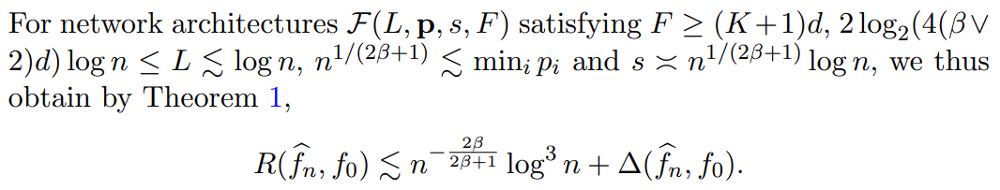 For network architectures $\mathcal{F}(L, \mathbf{p}, s, F)$ satisfying $F \geq (K+1)d$, $2\log_2(4(\beta \vee$
$2)d) \log n \leq L \lesssim \log n$, $n^{1/(2\beta+1)} \lesssim \min_i p_i$ and $s \asymp n^{1/(2\beta+1)} \log n$, we thus
obtain by Theorem 1,
$R(\widehat{f}_n, f_0) \lesssim n^{-\frac{2\beta}{2\beta+1}} \log^3 n + \Delta(\widehat{f}_n, f_0).$